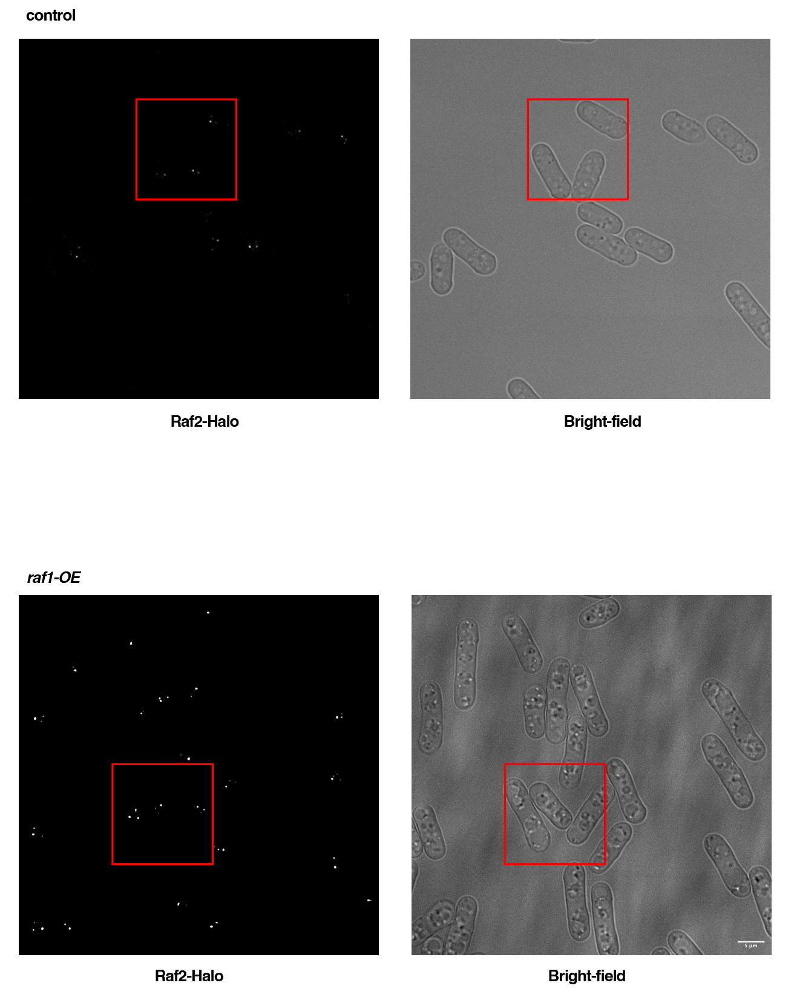 control
Raf2-Halo
Bright-field
raf1-OE
5 μm
Raf2-Halo
Bright-field